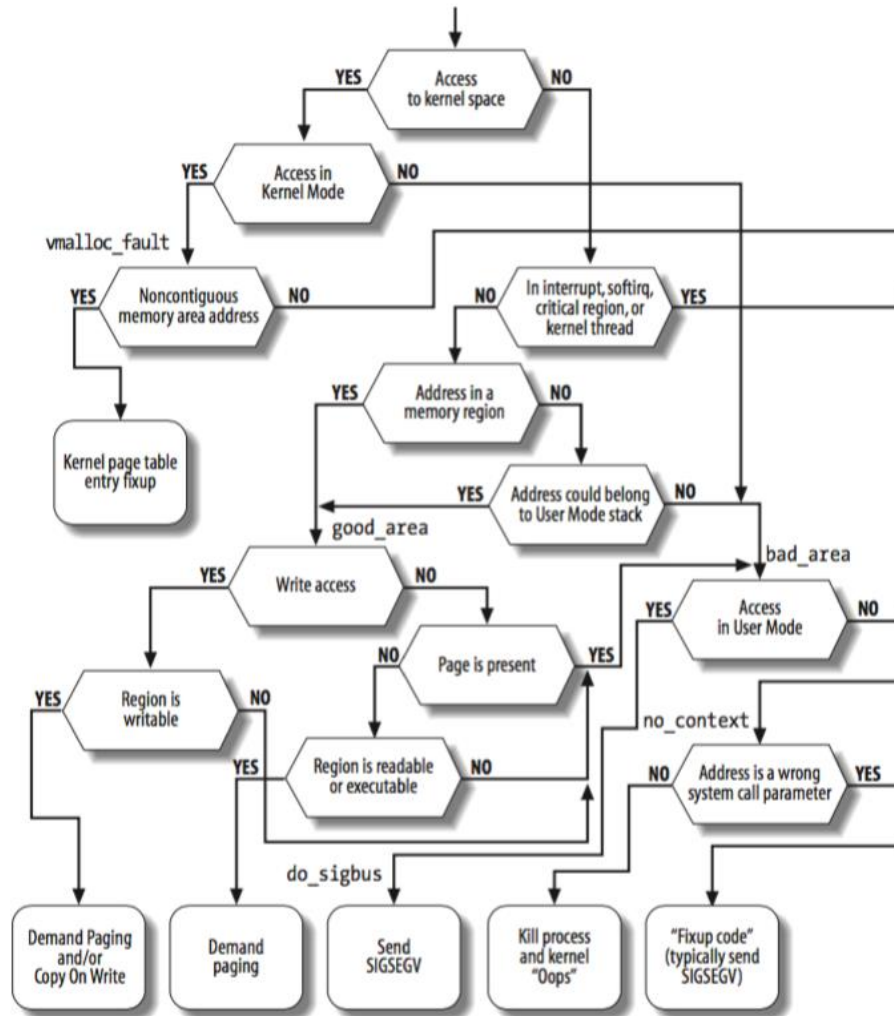 YES
Access
to kernel space
NO
YES
Access in
Kernel Mode
NO
vmalloc_fault
YES
Noncontiguous
memory area address
NO
NO
In interrupt, softirq,
critical region, or
kernel thread
YES
YES
Address in a
memory region
NO
Kernel page table
entry fixup
YES
Address could belong
to User Mode stack
NO
good_area
bad_area
YES
Write access
NO
YES
Access
in User Mode
NO
NO
Page is present
YES
YES
Region is
writable
NO
no_context
YES
Region is readable
or executable
NO
NO
Address is a wrong
system call parameter
YES
do_sigbus
Demand Paging
and/or
Copy On Write
Demand
paging
Send
SIGSEGV
Kill process
and kernel
"Oops"
"Fixup code"
(typically send
SIGSEGV)